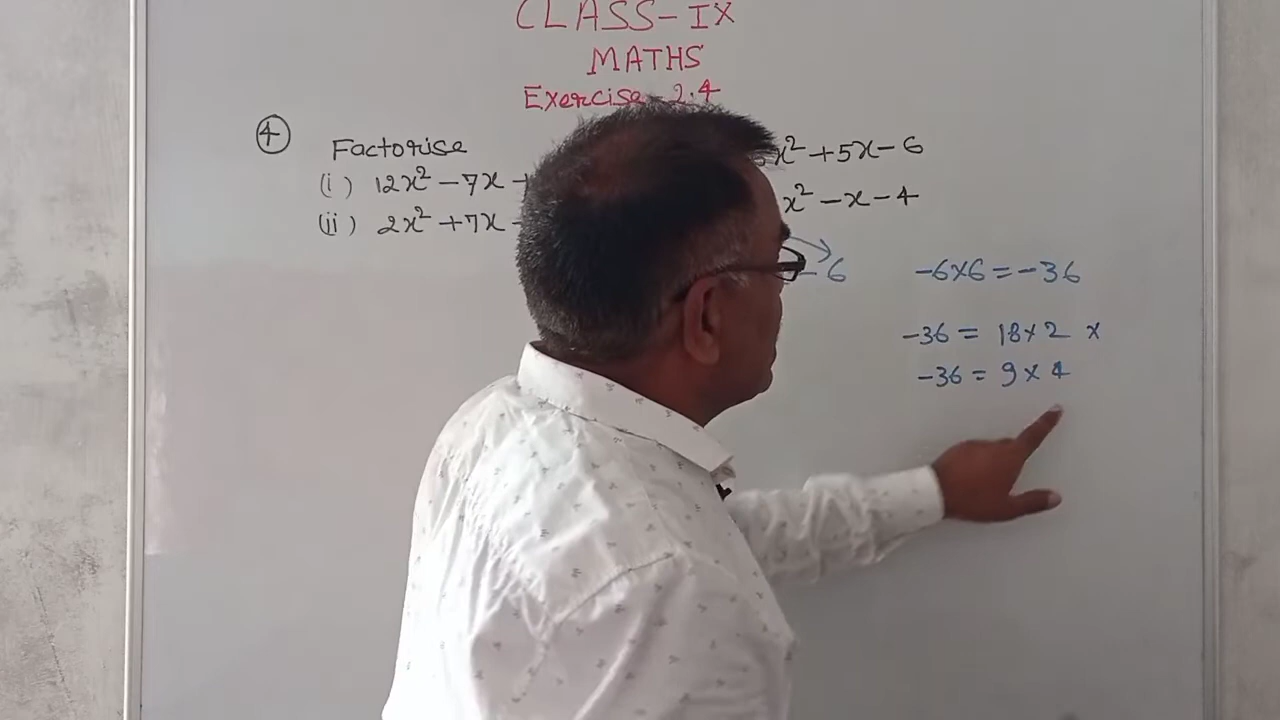 CLASS-IX
MATHS
Exercise-2.4
④ Factorise
(i) 12x² - 7x +
x² + 5x - 6
(ii) 2x² + 7x
x² - x - 4
- 6
-6×6 = -36
-36 = 18×2 ×
-36 = 9×4